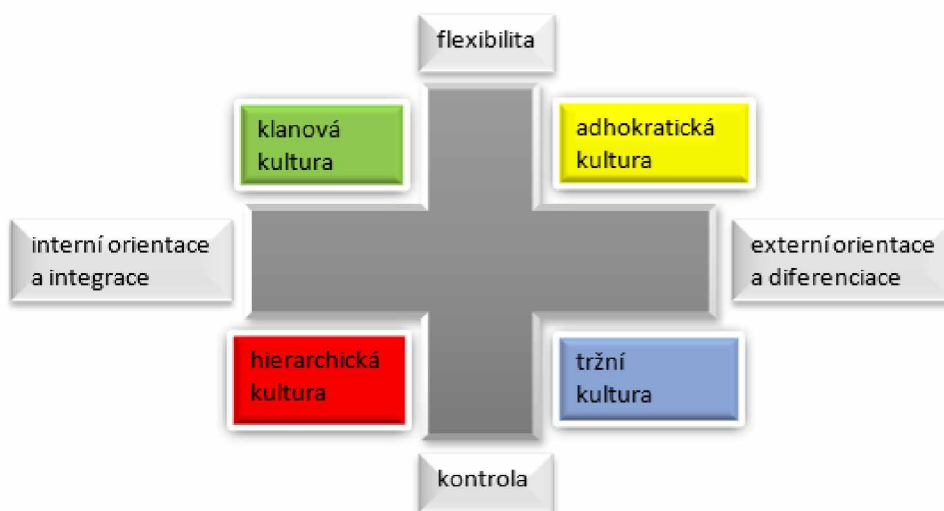 flexibilita
klanová
kultura
adhokratická
kultura
interní orientace
a integrace
externí orientace
a diferenciace
hierarchická
kultura
tržní
kultura
kontrola